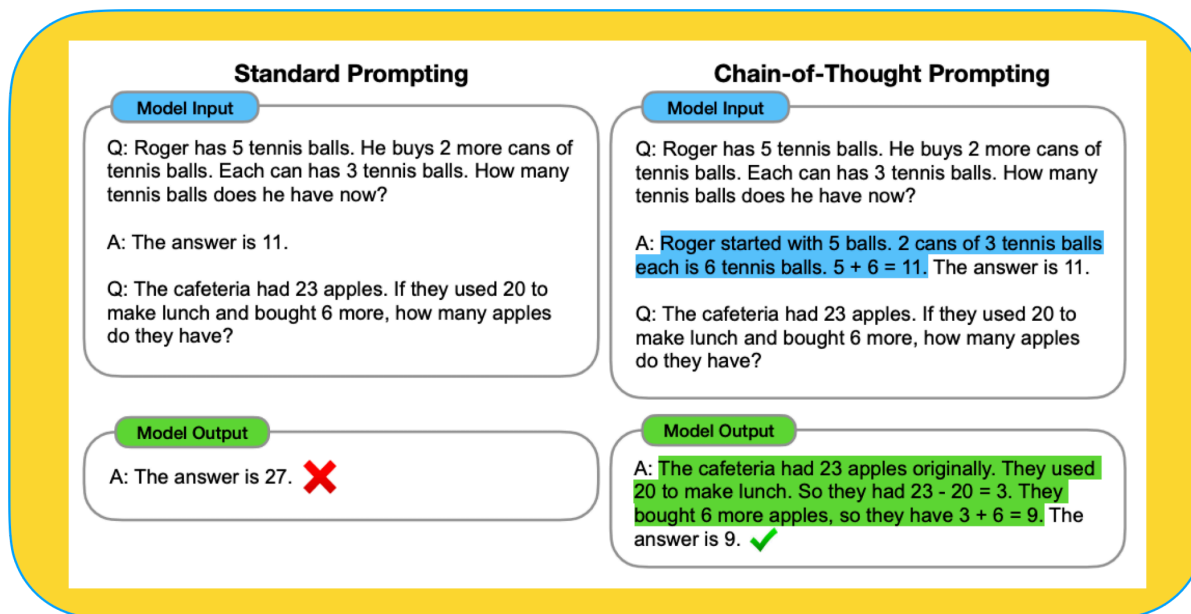 Standard Prompting
Model Input
Q: Roger has 5 tennis balls. He buys 2 more cans of
tennis balls. Each can has 3 tennis balls. How many
tennis balls does he have now?
A: The answer is 11.
Q: The cafeteria had 23 apples. If they used 20 to
make lunch and bought 6 more, how many apples
do they have?
Model Output
A: The answer is 27.
Chain-of-Thought Prompting
Model Input
Q: Roger has 5 tennis balls. He buys 2 more cans of
tennis balls. Each can has 3 tennis balls. How many
tennis balls does he have now?
A: Roger started with 5 balls. 2 cans of 3 tennis balls
each is 6 tennis balls. 5 + 6 = 11. The answer is 11.
Q: The cafeteria had 23 apples. If they used 20 to
make lunch and bought 6 more, how many apples
do they have?
Model Output
A: The cafeteria had 23 apples originally. They used
20 to make lunch. So they had 23 - 20 = 3. They
bought 6 more apples, so they have 3 + 6 = 9. The
answer is 9.